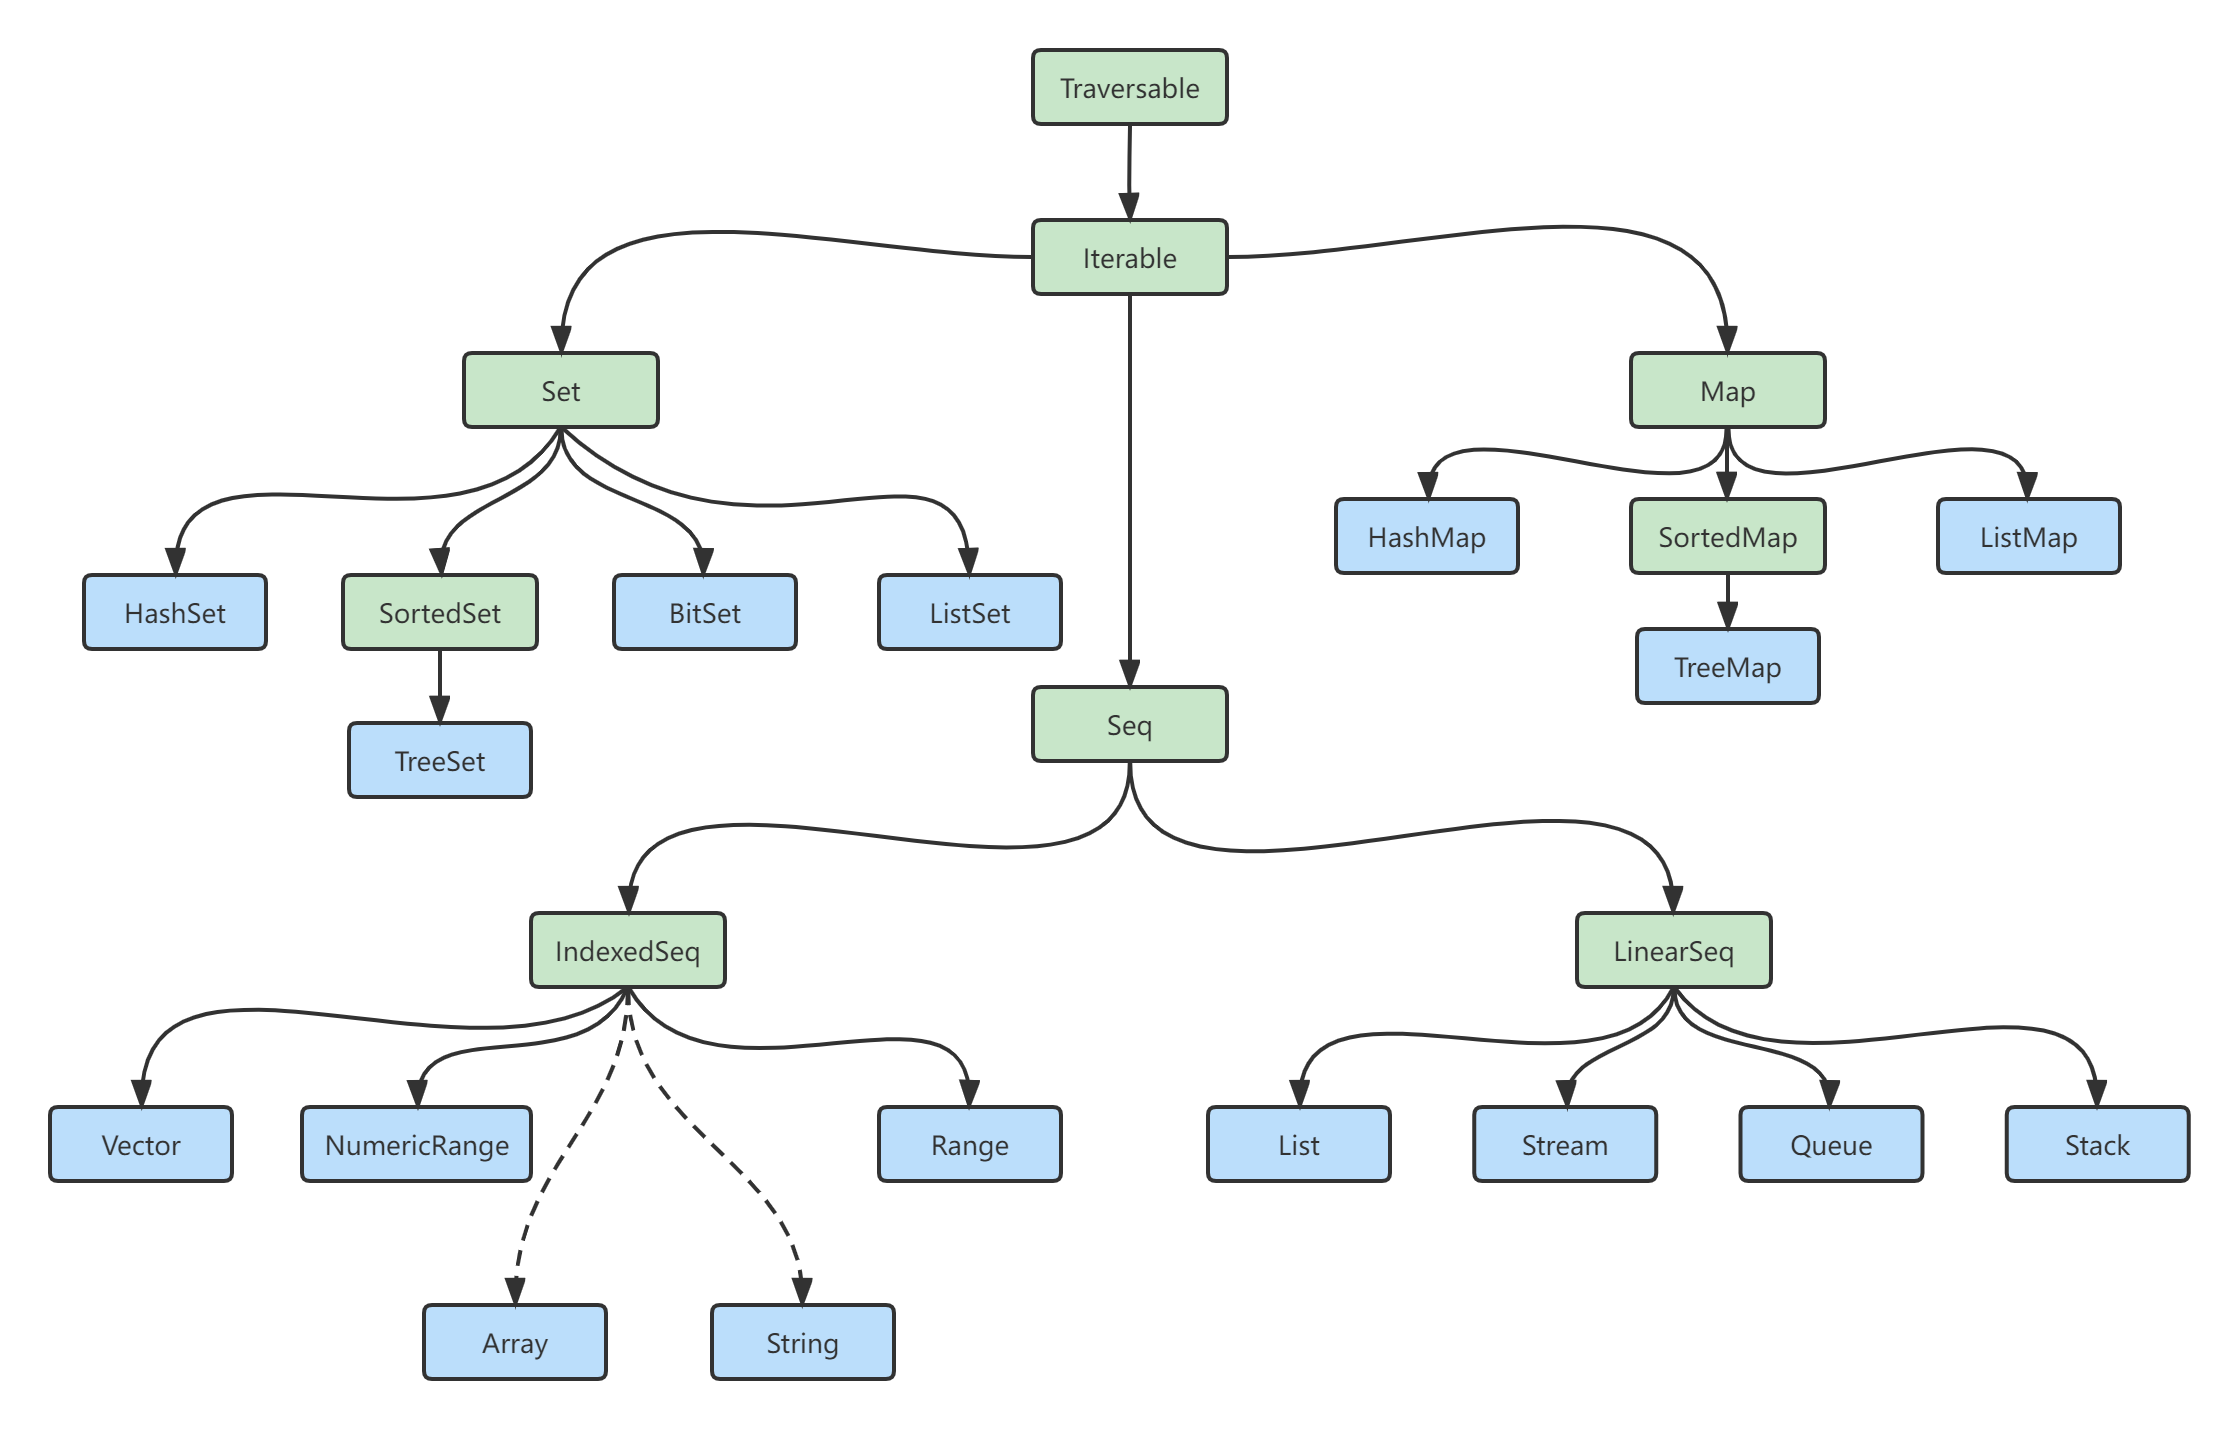 Traversable
Iterable
Set
Map
HashMap
SortedMap
ListMap
HashSet
SortedSet
BitSet
ListSet
TreeMap
Seq
TreeSet
IndexedSeq
LinearSeq
Vector
NumericRange
Range
List
Stream
Queue
Stack
Array
String